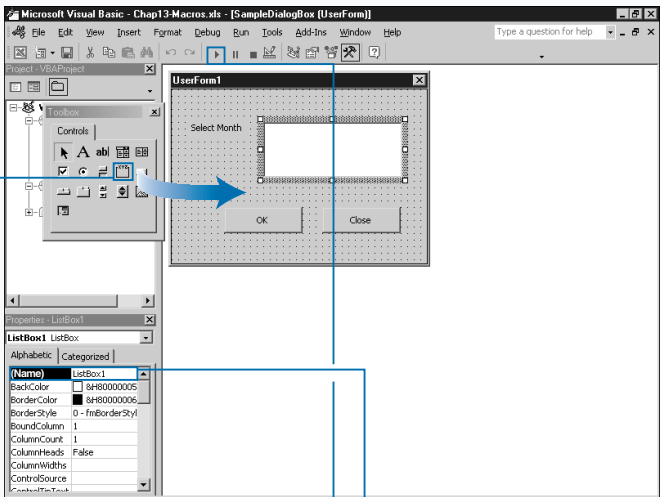 Microsoft Visual Basic - Chap13-Macros.xls - [SampleDialogBox (UserForm)]
File Edit View Insert Format Debug Run Tools Add-Ins Window Help
Type a question for help
Project - VBAProject
Toolbox
Controls
A abl
UserForm1
Select Month
OK
Close
Properties - ListBox1
ListBox1 ListBox
Alphabetic Categorized
(Name) ListBox1
BackColor &H80000005
BorderColor &H80000006
BorderStyle 0 - fmBorderStyl
BoundColumn 1
ColumnCount 1
ColumnHeads False
ColumnWidths
ControlSource
ControlTipText